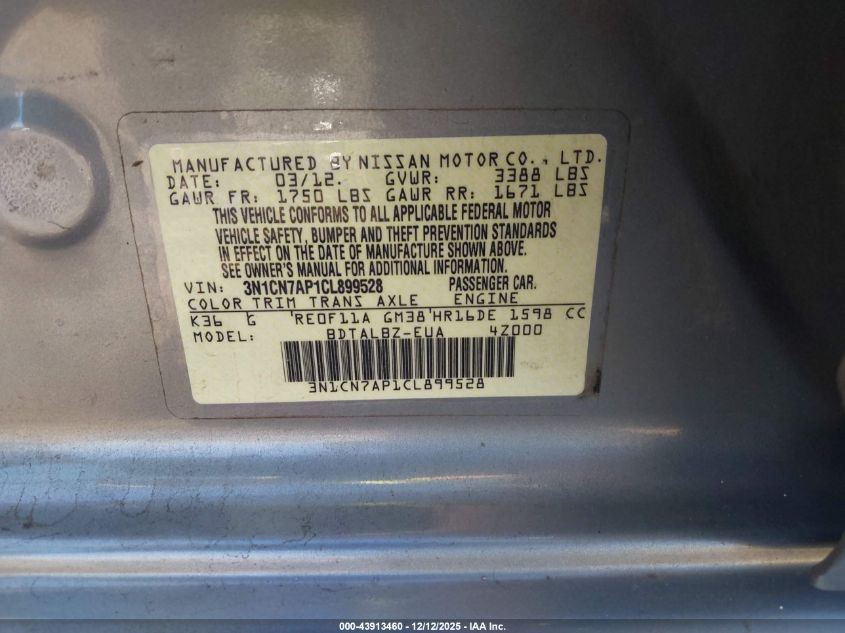 MANUFACTURED BY NISSAN MOTOR CO., LTD.
DATE: 03/12. GVWR: 3388 LBS
GAWR FR: 1750 LBS GAWR RR: 1671 LBS
THIS VEHICLE CONFORMS TO ALL APPLICABLE FEDERAL MOTOR
VEHICLE SAFETY, BUMPER AND THEFT PREVENTION STANDARDS
IN EFFECT ON THE DATE OF MANUFACTURE SHOWN ABOVE.
SEE OWNER'S MANUAL FOR ADDITIONAL INFORMATION.
VIN: 3N1CN7AP1CL899528 PASSENGER CAR.
COLOR TRIM TRANS AXLE ENGINE
K36 G RE0F11A GM38 HR16DE 1598 CC
MODEL: BDTALBZ-EUA 4Z000
3N1CN7AP1CL899528
000-43913460 - 12/12/2025 - IAA Inc.